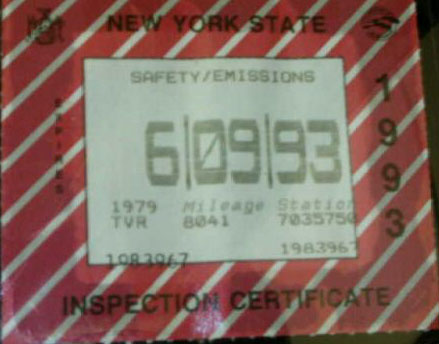 NEW YORK STATE
SAFETY/EMISSIONS
EXPIRES
6|09|93
1993
1979 Mileage Station
TVR 8041 7035750
1983967
1983967
INSPECTION CERTIFICATE